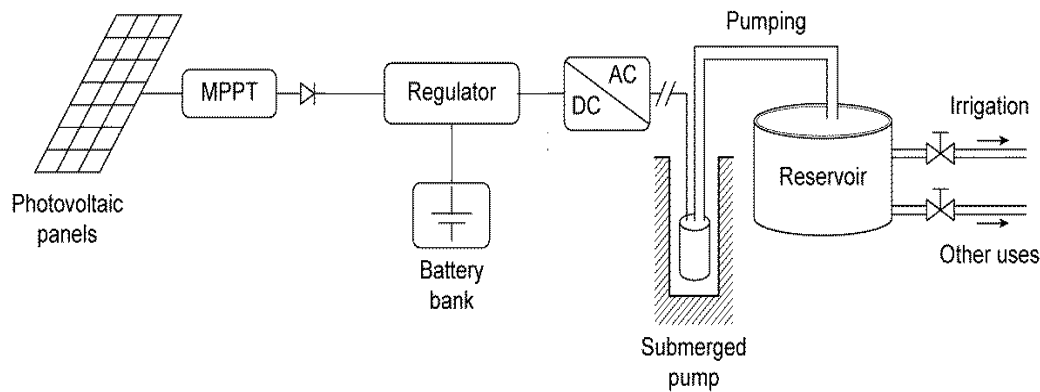 Pumping
AC
DC
MPPT
Regulator
Irrigation
Reservoir
Photovoltaic
panels
Other uses
Battery
bank
Submerged
pump